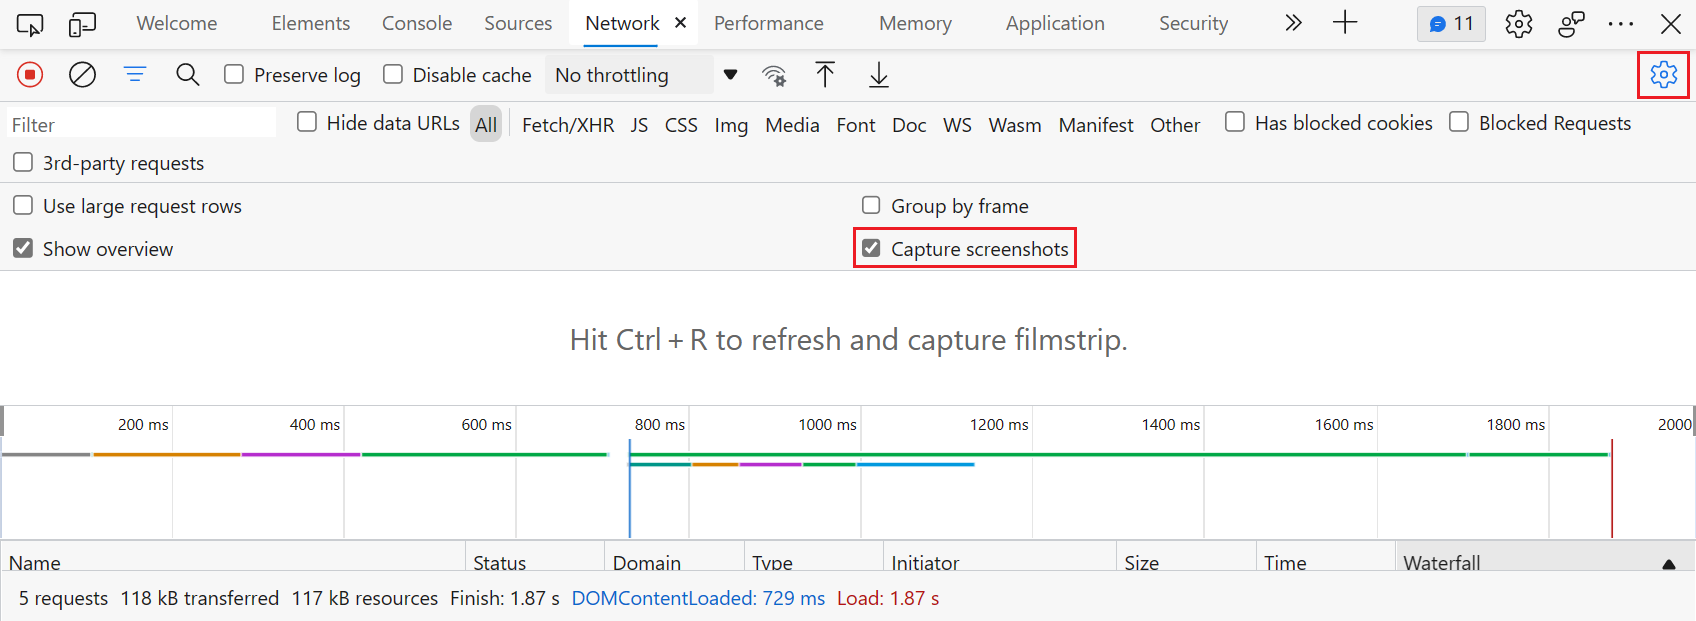 Welcome Elements Console Sources Network Performance Memory Application Security 11
Preserve log Disable cache No throttling
Filter Hide data URLs All Fetch/XHR JS CSS Img Media Font Doc WS Wasm Manifest Other Has blocked cookies Blocked Requests
3rd-party requests
Use large request rows Group by frame
Show overview Capture screenshots
Hit Ctrl + R to refresh and capture filmstrip.
200 ms 400 ms 600 ms 800 ms 1000 ms 1200 ms 1400 ms 1600 ms 1800 ms 2000
Name Status Domain Type Initiator Size Time Waterfall
5 requests 118 kB transferred 117 kB resources Finish: 1.87 s DOMContentLoaded: 729 ms Load: 1.87 s